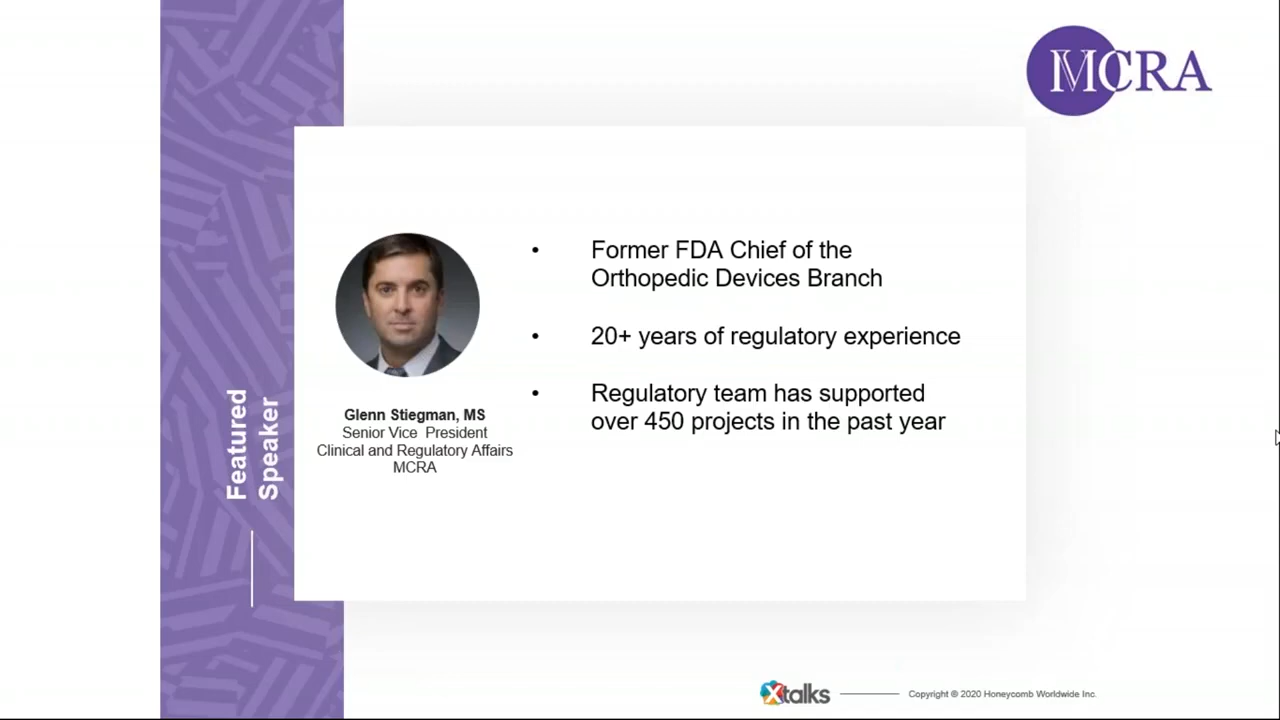 MCRA
Featured
Speaker
Glenn Stiegman, MS
Senior Vice President
Clinical and Regulatory Affairs
MCRA
• Former FDA Chief of the
Orthopedic Devices Branch
• 20+ years of regulatory experience
• Regulatory team has supported
over 450 projects in the past year
Xtalks
Copyright ® 2020 Honeycomb Worldwide Inc.